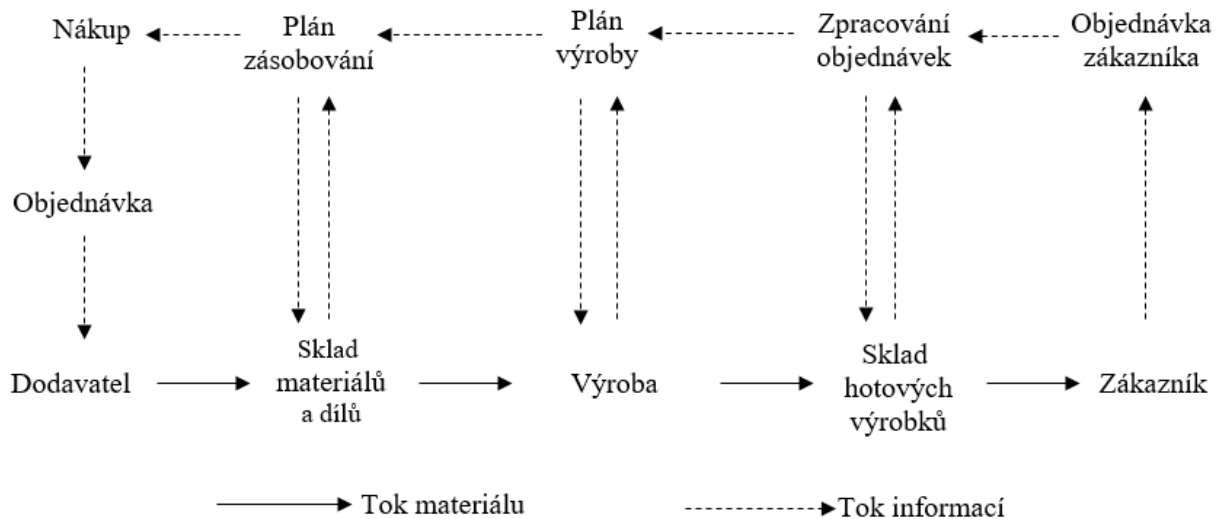 Nákup
Plán
zásobování
Plán
výroby
Zpracování
objednávek
Objednávka
zákazníka
Objednávka
Dodavatel
Sklad
materiálů
a dílů
Výroba
Sklad
hotových
výrobků
Zákazník
Tok materiálu
Tok informací